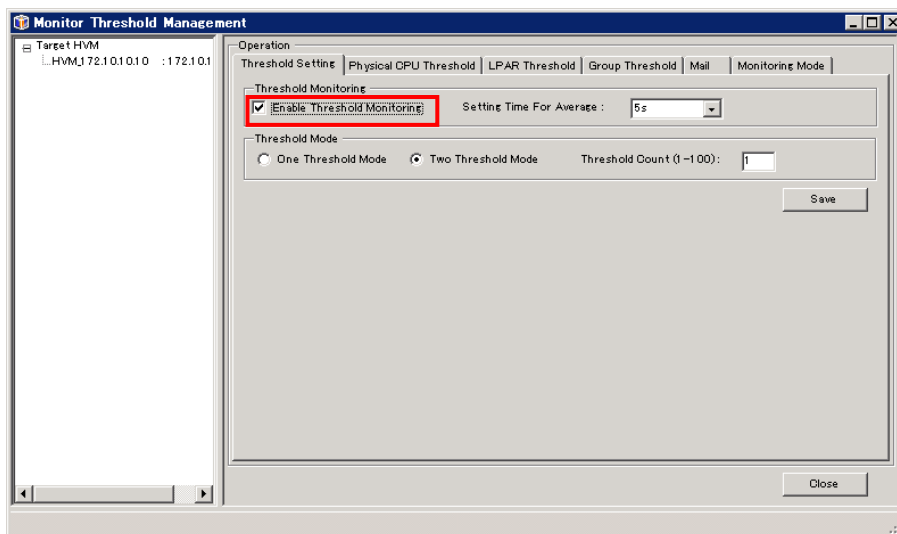 Monitor Threshold Management
Target HVM
HVM_172.10.10.10 :172.10.1
Operation
Threshold Setting Physical CPU Threshold LPAR Threshold Group Threshold Mail Monitoring Mode
Threshold Monitoring
Enable Threshold Monitoring Setting Time For Average : 5s
Threshold Mode
One Threshold Mode Two Threshold Mode Threshold Count (1-100): 1
Save
Close